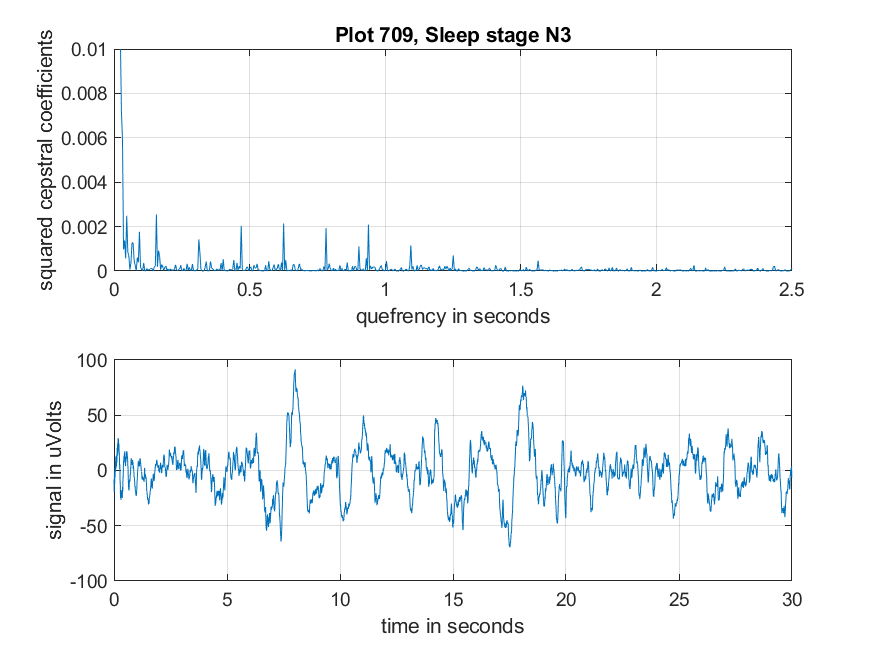 Plot 709, Sleep stage N3
squared cepstral coefficients
0.01
0.008
0.006
0.004
0.002
0
0 0.5 1 1.5 2 2.5
quefrency in seconds
signal in uVolts
100
50
0
-50
-100
0 5 10 15 20 25 30
time in seconds